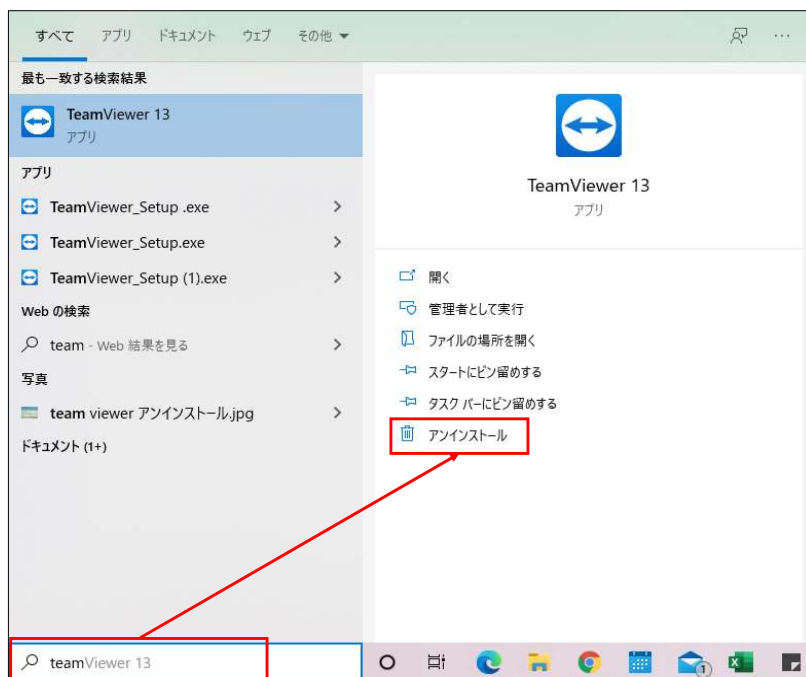 すべて アプリ ドキュメント ウェブ その他
最も一致する検索結果
TeamViewer 13
アプリ
アプリ
TeamViewer_Setup .exe
TeamViewer_Setup.exe
TeamViewer_Setup (1).exe
Web の検索
team - Web 結果を見る
写真
team viewer アンインストール.jpg
ドキュメント (1+)
TeamViewer 13
アプリ
開く
管理者として実行
ファイルの場所を開く
スタートにピン留めする
タスク バーにピン留めする
アンインストール
teamViewer 13
1